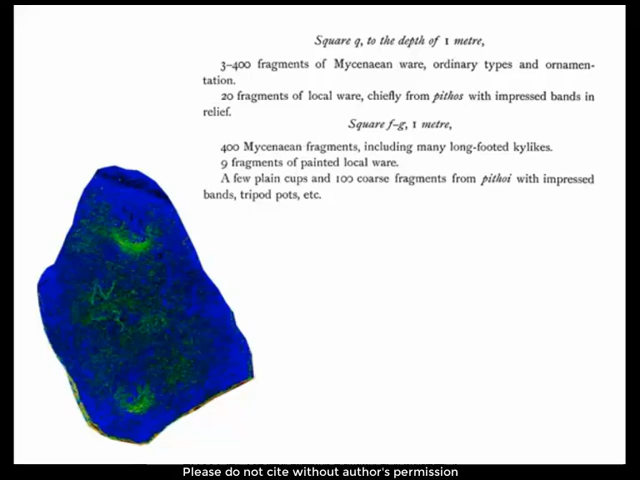 Square q, to the depth of 1 metre,
3–400 fragments of Mycenaean ware, ordinary types and ornamen-
tation.
20 fragments of local ware, chiefly from pithos with impressed bands in
relief.
Square f–g, 1 metre,
400 Mycenaean fragments, including many long-footed kylikes.
9 fragments of painted local ware.
A few plain cups and 100 coarse fragments from pithoi with impressed
bands, tripod pots, etc.
Please do not cite without author's permission